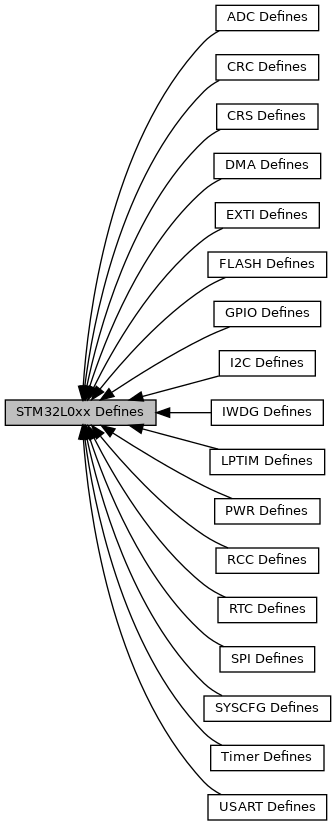 ADC Defines
CRC Defines
CRS Defines
DMA Defines
EXTI Defines
FLASH Defines
GPIO Defines
I2C Defines
STM32L0xx Defines
IWDG Defines
LPTIM Defines
PWR Defines
RCC Defines
RTC Defines
SPI Defines
SYSCFG Defines
Timer Defines
USART Defines